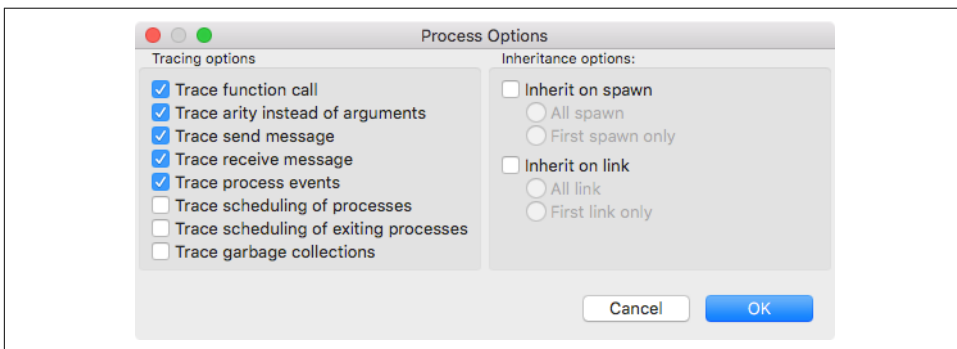 Process Options
Tracing options
Trace function call
Trace arity instead of arguments
Trace send message
Trace receive message
Trace process events
Trace scheduling of processes
Trace scheduling of exiting processes
Trace garbage collections
Inheritance options:
Inherit on spawn
All spawn
First spawn only
Inherit on link
All link
First link only
Cancel
OK